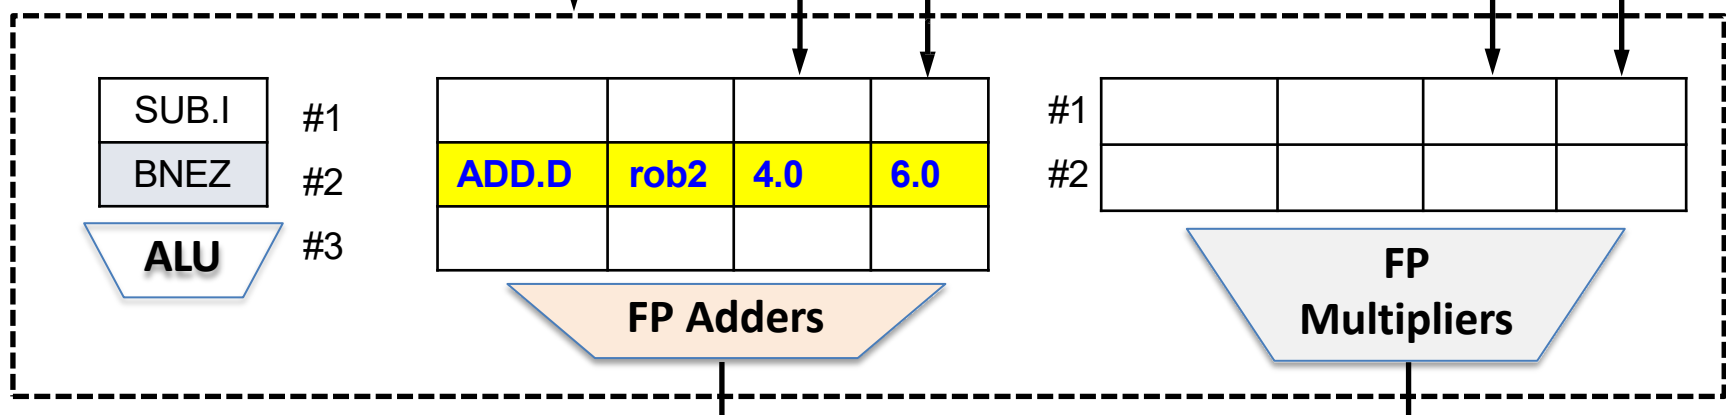 SUB.I
BNEZ
ALU
#1
#2
#3
ADD.D rob2 4.0 6.0
FP Adders
#1
#2
FP
Multipliers